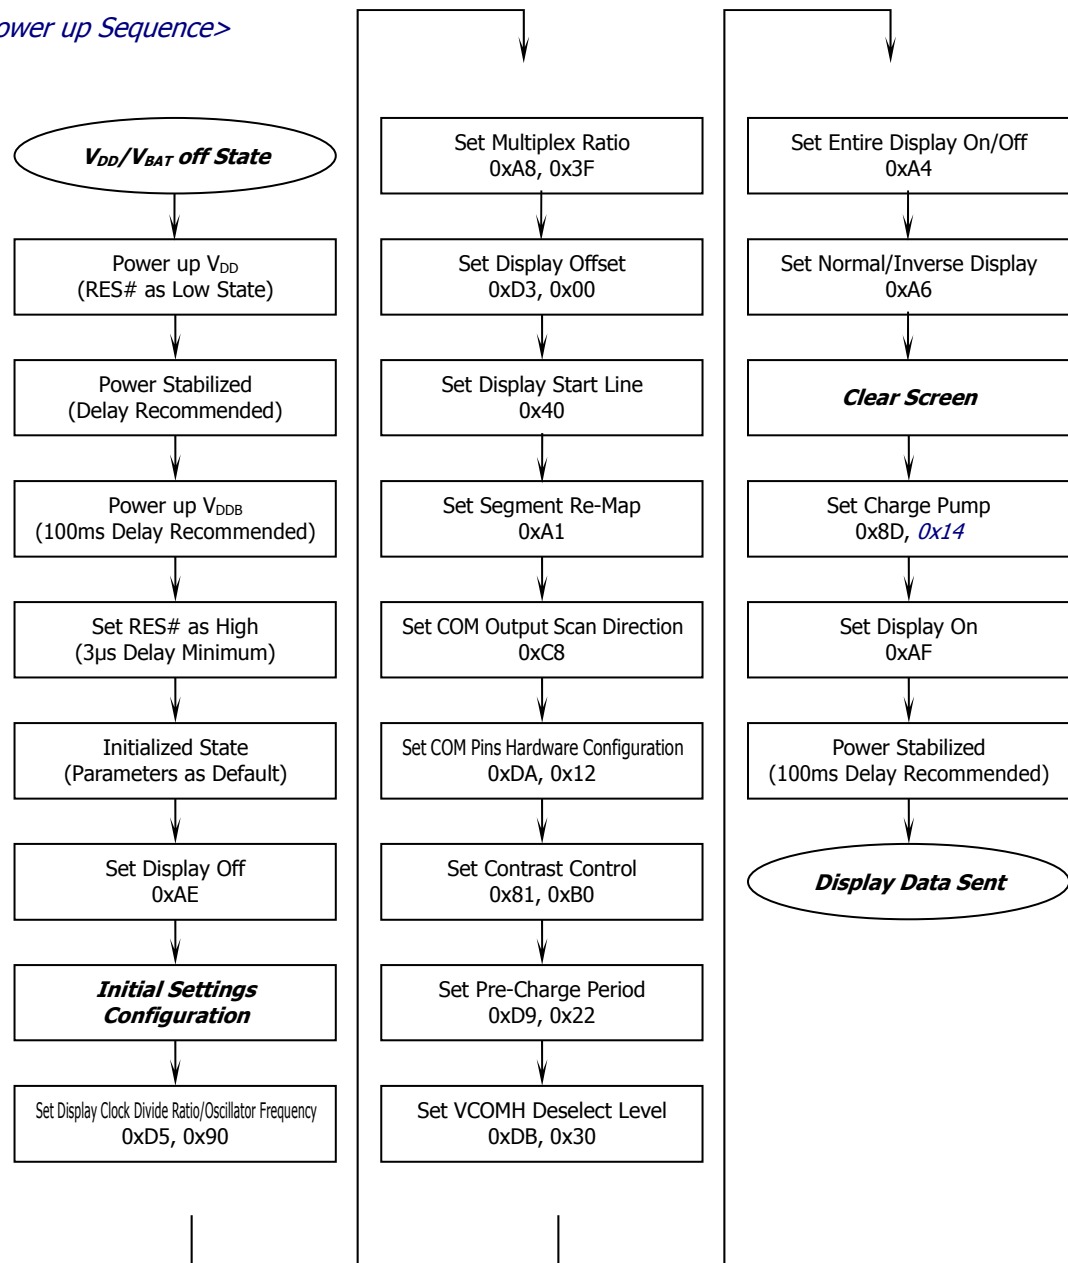 ower up Sequence>
VDD/VBAT off State
Power up VDD
(RES# as Low State)
Power Stabilized
(Delay Recommended)
Power up VDDB
(100ms Delay Recommended)
Set RES# as High
(3μs Delay Minimum)
Initialized State
(Parameters as Default)
Set Display Off
0xAE
Initial Settings
Configuration
Set Display Clock Divide Ratio/Oscillator Frequency
0xD5, 0x90
Set Multiplex Ratio
0xA8, 0x3F
Set Display Offset
0xD3, 0x00
Set Display Start Line
0x40
Set Segment Re-Map
0xA1
Set COM Output Scan Direction
0xC8
Set COM Pins Hardware Configuration
0xDA, 0x12
Set Contrast Control
0x81, 0xB0
Set Pre-Charge Period
0xD9, 0x22
Set VCOMH Deselect Level
0xDB, 0x30
Set Entire Display On/Off
0xA4
Set Normal/Inverse Display
0xA6
Clear Screen
Set Charge Pump
0x8D, 0x14
Set Display On
0xAF
Power Stabilized
(100ms Delay Recommended)
Display Data Sent